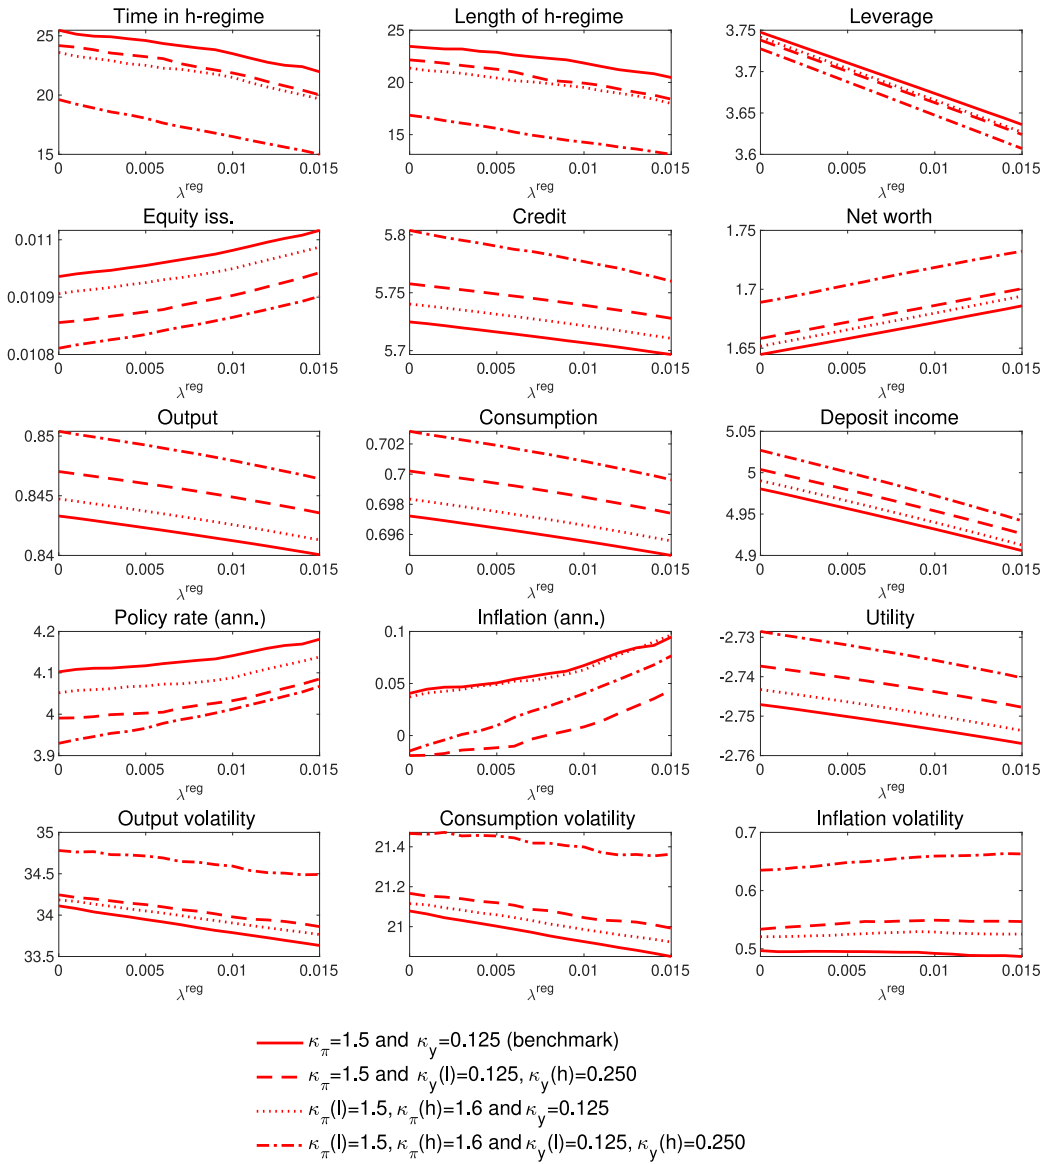 Time in h-regime
25
20
15
0 0.005 0.01 0.015
λ^reg
Length of h-regime
25
20
15
0 0.005 0.01 0.015
λ^reg
Leverage
3.75
3.7
3.65
3.6
0 0.005 0.01 0.015
λ^reg
Equity iss.
0.011
0.0109
0.0108
0 0.005 0.01 0.015
λ^reg
Credit
5.8
5.75
5.7
0 0.005 0.01 0.015
λ^reg
Net worth
1.75
1.7
1.65
0 0.005 0.01 0.015
λ^reg
Output
0.85
0.845
0.84
0 0.005 0.01 0.015
λ^reg
Consumption
0.702
0.7
0.698
0.696
0 0.005 0.01 0.015
λ^reg
Deposit income
5.05
5
4.95
4.9
0 0.005 0.01 0.015
λ^reg
Policy rate (ann.)
4.2
4.1
4
3.9
0 0.005 0.01 0.015
λ^reg
Inflation (ann.)
0.1
0.05
0
0 0.005 0.01 0.015
λ^reg
Utility
-2.73
-2.74
-2.75
-2.76
0 0.005 0.01 0.015
λ^reg
Output volatility
35
34.5
34
33.5
0 0.005 0.01 0.015
λ^reg
Consumption volatility
21.4
21.2
21
0 0.005 0.01 0.015
λ^reg
Inflation volatility
0.7
0.6
0.5
0 0.005 0.01 0.015
λ^reg
κ_π=1.5 and κ_y=0.125 (benchmark)
κ_π=1.5 and κ_y(l)=0.125, κ_y(h)=0.250
κ_π(l)=1.5, κ_π(h)=1.6 and κ_y=0.125
κ_π(l)=1.5, κ_π(h)=1.6 and κ_y(l)=0.125, κ_y(h)=0.250